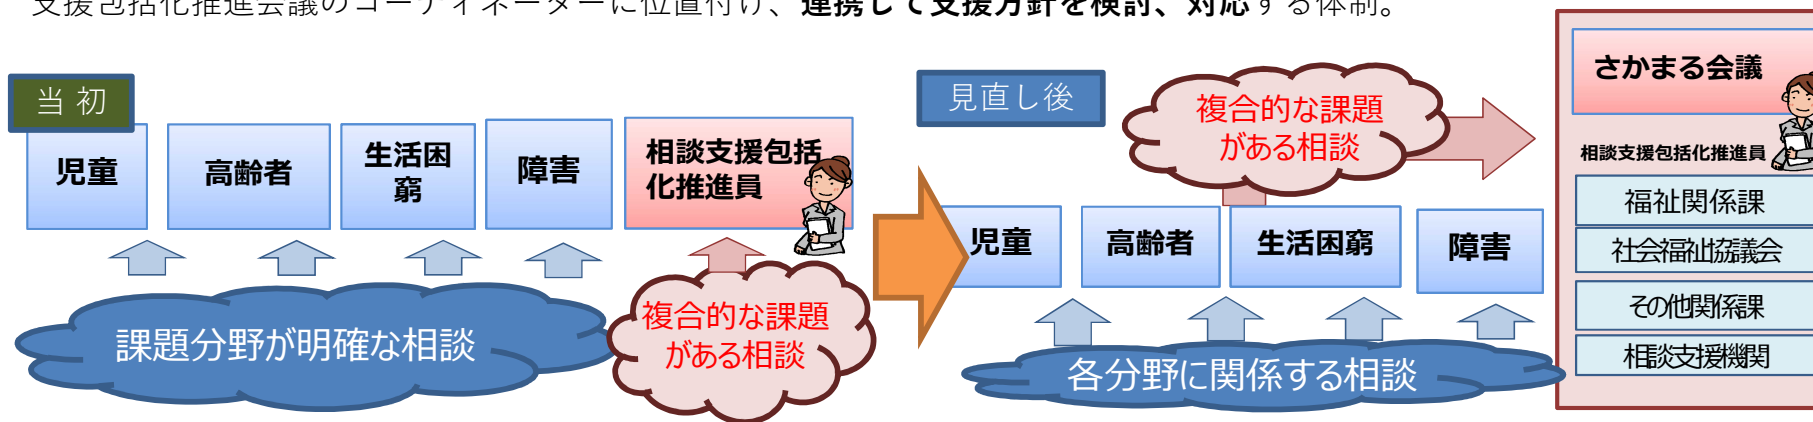 支援包括化推進会議のコーディネーターに位置付け、連携して支援方針を検討、対応する体制。
当 初
児童
高齢者
生活困
窮
障害
相談支援包括
化推進員
課題分野が明確な相談
複合的な課題
がある相談
見直し後
複合的な課題
がある相談
児童
高齢者
生活困窮
障害
各分野に関係する相談
さかまる会議
相談支援包括化推進員
福祉関係課
社会福祉協議会
その他関係課
相談支援機関